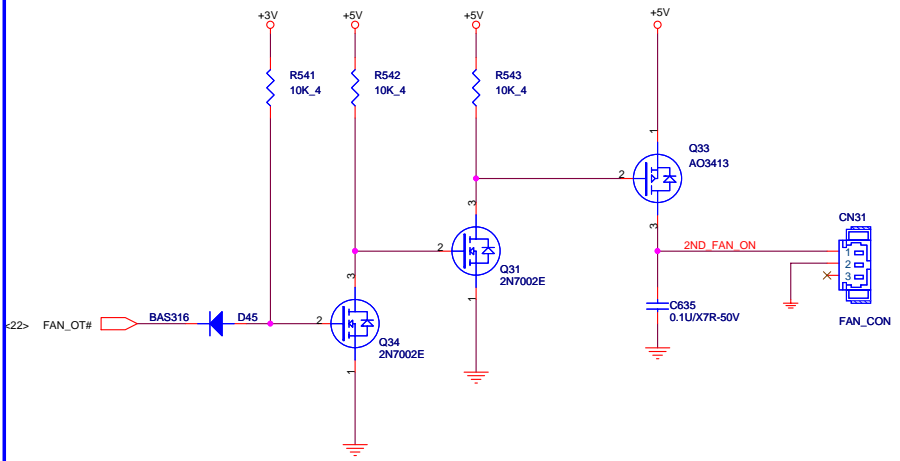 +3V
+5V
+5V
+5V
R541
10K_4
R542
10K_4
R543
10K_4
1
Q33
AO3413
2
3
CN31
3
2
Q31
2N7002E
1
2ND_FAN_ON
1
2
3
FAN_CON
C635
0.1U/X7R-50V
<22>
FAN_OT#
BAS316
D45
2
3
Q34
2N7002E
1